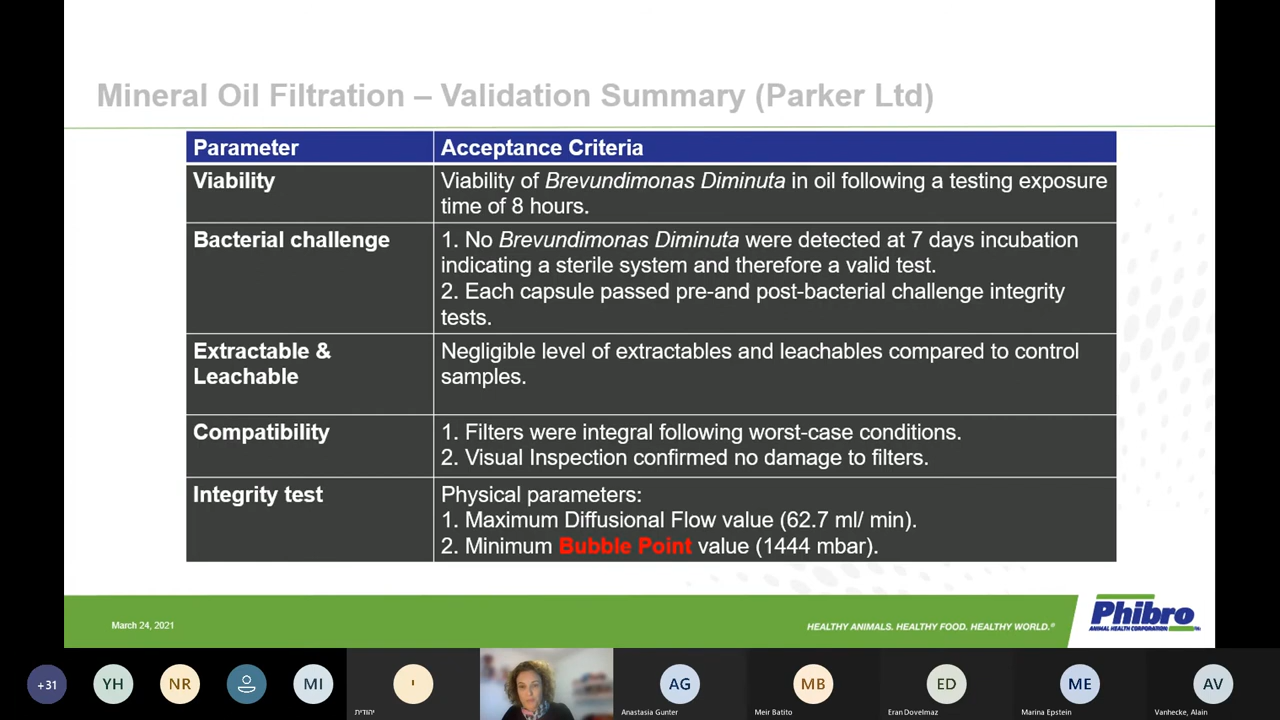 Mineral Oil Filtration – Validation Summary (Parker Ltd)
Parameter
Acceptance Criteria
Viability
Viability of Brevundimonas Diminuta in oil following a testing exposure
time of 8 hours.
Bacterial challenge
1. No Brevundimonas Diminuta were detected at 7 days incubation
indicating a sterile system and therefore a valid test.
2. Each capsule passed pre-and post-bacterial challenge integrity
tests.
Extractable &
Leachable
Negligible level of extractables and leachables compared to control
samples.
Compatibility
1. Filters were integral following worst-case conditions.
2. Visual Inspection confirmed no damage to filters.
Integrity test
Physical parameters:
1. Maximum Diffusional Flow value (62.7 ml/ min).
2. Minimum Bubble Point value (1444 mbar).
March 24, 2021
HEALTHY ANIMALS. HEALTHY FOOD. HEALTHY WORLD.®
Phibro
ANIMAL HEALTH CORPORATION
+31
YH
NR
MI
י
יהודית
AG
Anastasia Gunter
MB
Meir Batito
ED
Eran Dovelmaz
ME
Marina Epstein
AV
Vanhecke, Alain